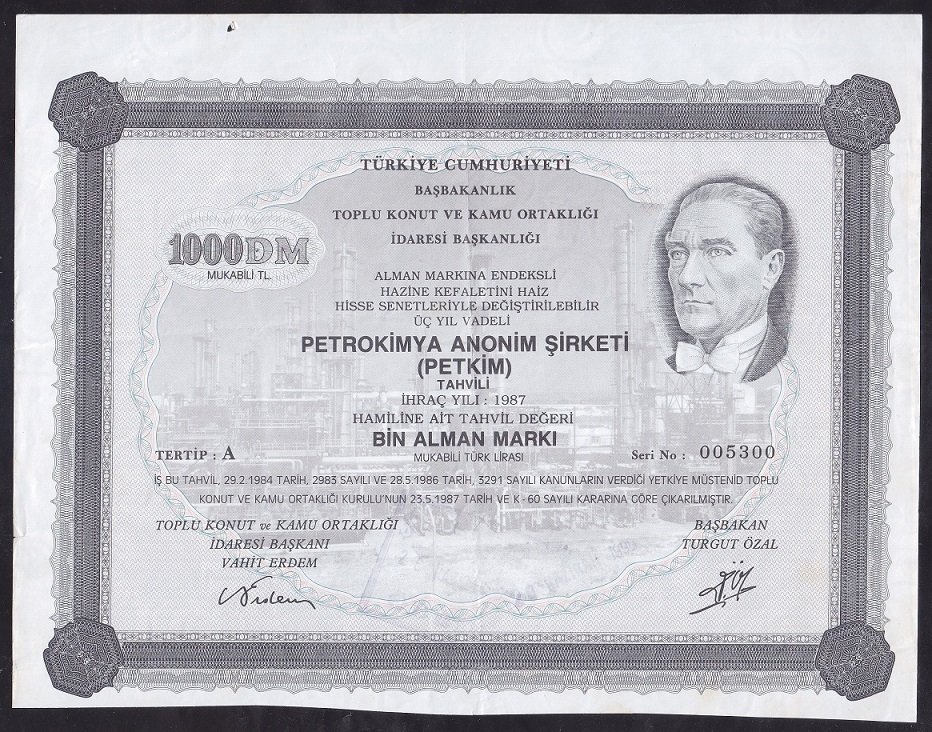 TÜRKİYE CUMHURİYETİ
BAŞBAKANLIK
TOPLU KONUT VE KAMU ORTAKLIĞI
İDARESİ BAŞKANLIĞI
1000DM
MUKABİLİ TL.
ALMAN MARKINA ENDEKSLİ
HAZİNE KEFALETİNİ HAİZ
HİSSE SENETLERİYLE DEĞİŞTİRİLEBİLİR
ÜÇ YIL VADELİ
PETROKİMYA ANONİM ŞİRKETİ
(PETKİM)
TAHVİLİ
İHRAÇ YILI : 1987
HAMİLİNE AİT TAHVİL DEĞERİ
BİN ALMAN MARKI
MUKABİLİ TÜRK LİRASI
TERTİP : A
Seri No : 005300
İŞ BU TAHVİL, 29.2.1984 TARİH, 2983 SAYILI VE 28.5.1986 TARİH, 3291 SAYILI KANUNLARIN VERDİĞİ YETKİYE MÜSTENİD TOPLU
KONUT VE KAMU ORTAKLIĞI KURULU'NUN 23.5.1987 TARİH VE K - 60 SAYILI KARARINA GÖRE ÇIKARILMIŞTIR.
TOPLU KONUT ve KAMU ORTAKLIĞI
İDARESİ BAŞKANI
VAHİT ERDEM
BAŞBAKAN
TURGUT ÖZAL